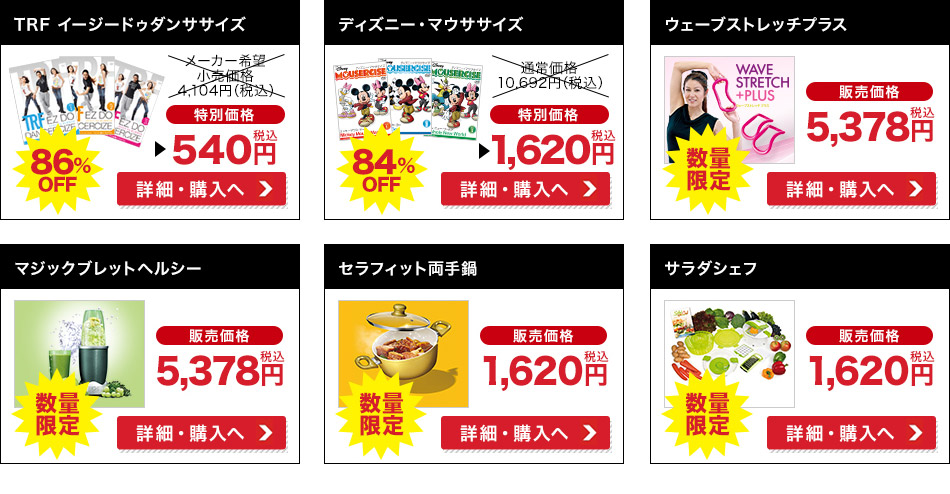 TRF イージードゥダンササイズ
メーカー希望
小売価格
4,104円(税込)
特別価格
540円 税込
86%
OFF
詳細・購入へ
ディズニー・マウササイズ
通常価格
10,692円(税込)
特別価格
1,620円 税込
84%
OFF
詳細・購入へ
ウェーブストレッチプラス
WAVE
STRETCH
+PLUS
販売価格
5,378円 税込
数量
限定
詳細・購入へ
マジックブレットヘルシー
販売価格
5,378円 税込
数量
限定
詳細・購入へ
セラフィット両手鍋
販売価格
1,620円 税込
数量
限定
詳細・購入へ
サラダシェフ
販売価格
1,620円 税込
数量
限定
詳細・購入へ